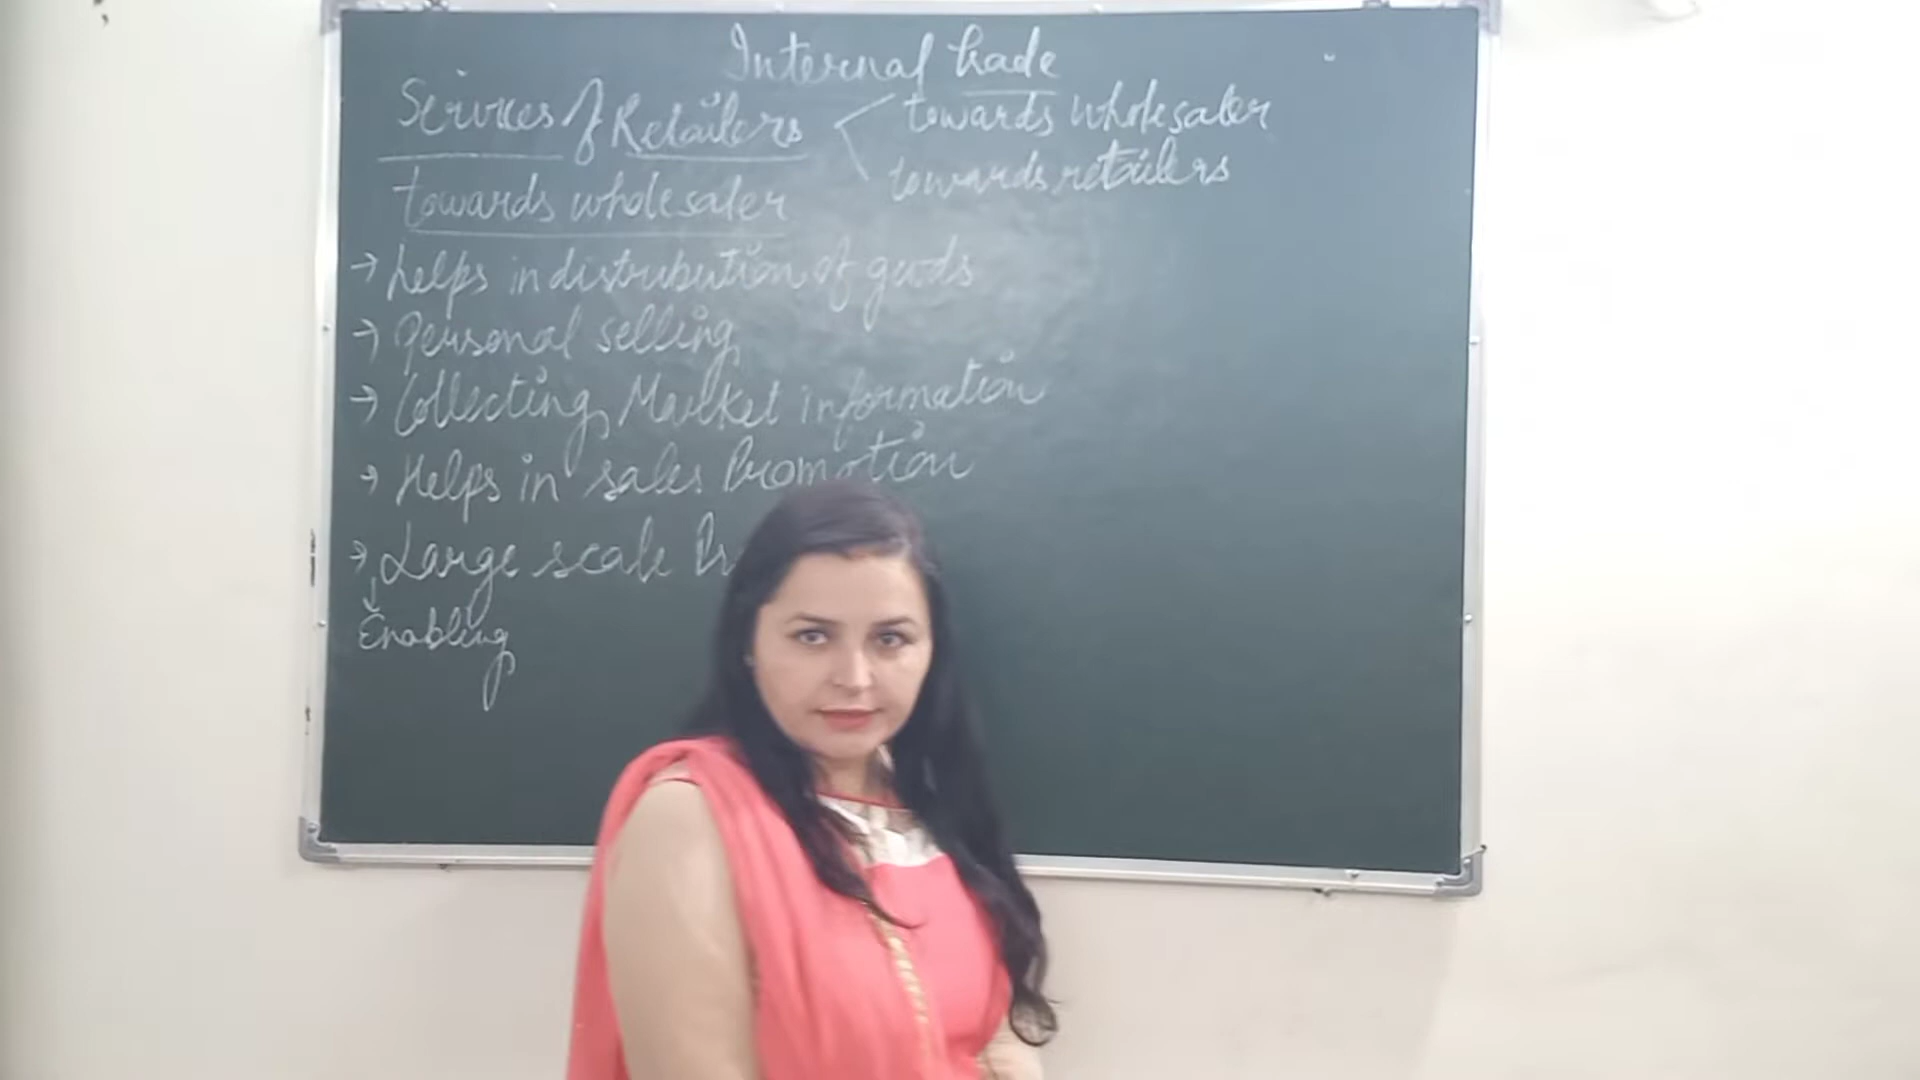 Internal trade
Services of Retailers
towards wholesaler
towards retailers
towards wholesaler
→ helps in distribution of goods
→ Personal selling
→ Collecting Market information
→ Helps in sales Promotion
→ Large scale
Enabling